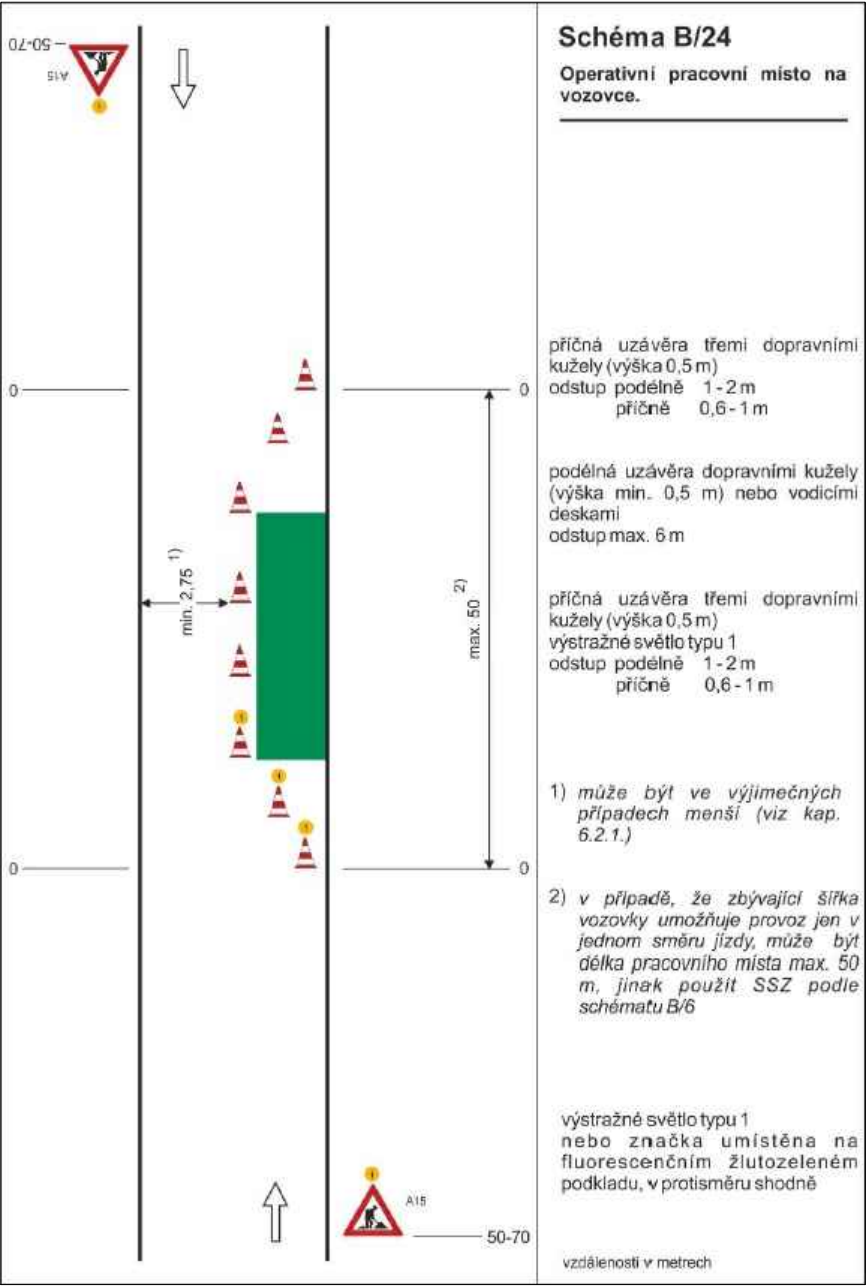 50-70
A15
1
Schéma B/24
Operativní pracovní místo na
vozovce.
příčná uzávěra třemi dopravními
kužely (výška 0,5 m)
odstup podélně 1-2 m
příčně 0,6-1 m
0
0
podélná uzávěra dopravními kužely
(výška min. 0,5 m) nebo vodicími
deskami
odstup max. 6 m
min. 2,75 1)
max. 50 2)
příčná uzávěra třemi dopravními
kužely (výška 0,5 m)
výstražné světlo typu 1
odstup podélně 1-2 m
příčně 0,6-1 m
1
1
1
1) může být ve výjimečných
případech menší (viz kap.
6.2.1.)
0
0
2) v případě, že zbývající šířka
vozovky umožňuje provoz jen v
jednom směru jízdy, může být
délka pracovního místa max. 50
m, jinak použít SSZ podle
schématu B/6
výstražné světlo typu 1
nebo značka umístěna na
fluorescenčním žlutozeleném
podkladu, v protisměru shodně
1
A15
50-70
vzdálenosti v metrech